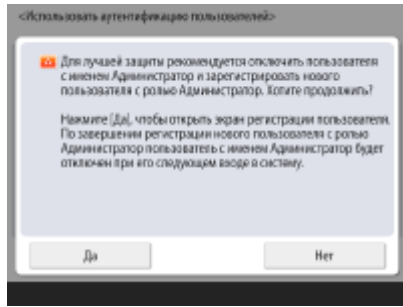 <Использовать аутентификацию пользователей>
Для лучшей защиты рекомендуется отключить пользователя
с именем Администратор и зарегистрировать нового
пользователя с ролью Администратор. Хотите продолжить?
Нажмите [Да], чтобы открыть экран регистрации пользователя.
По завершении регистрации нового пользователя с ролью
Администратор пользователь с именем Администратор будет
отключен при его следующем входе в систему.
Да
Нет